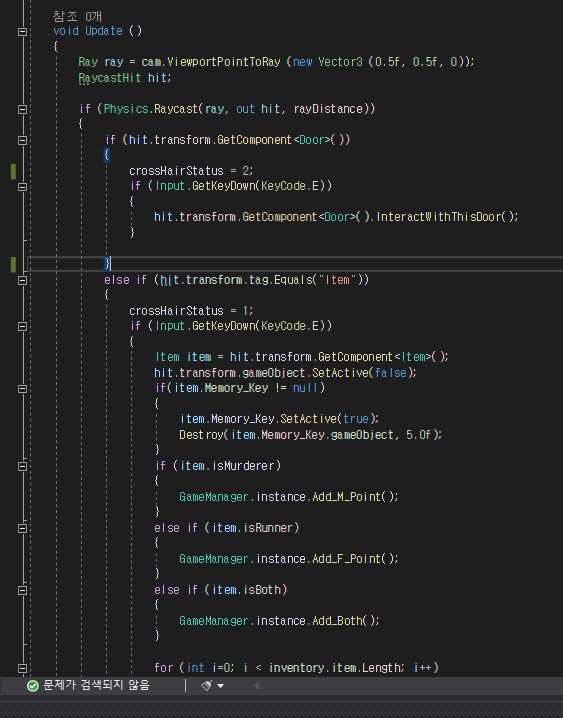 참조 0개
void Update ()
{
Ray ray = cam.ViewportPointToRay (new Vector3 (0.5f, 0.5f, 0));
RaycastHit hit;
if (Physics.Raycast(ray, out hit, rayDistance))
{
if (hit.transform.GetComponent<Door>())
{
crossHairStatus = 2;
if (Input.GetKeyDown(KeyCode.E))
{
hit.transform.GetComponent<Door>().InteractWithThisDoor();
}
}
else if (hit.transform.tag.Equals("Item"))
{
crossHairStatus = 1;
if (Input.GetKeyDown(KeyCode.E))
{
Item item = hit.transform.GetComponent<Item>();
hit.transform.gameObject.SetActive(false);
if(item.Memory_Key != null)
{
item.Memory_Key.SetActive(true);
Destroy(item.Memory_Key.gameObject, 5.0f);
}
if (item.isMurderer)
{
GameManager.instance.Add_M_Point();
}
else if (item.isRunner)
{
GameManager.instance.Add_F_Point();
}
else if (item.isBoth)
{
GameManager.instance.Add_Both();
}
for (int i=0; i < inventory.item.Length; i++)
문제가 검색되지 않음